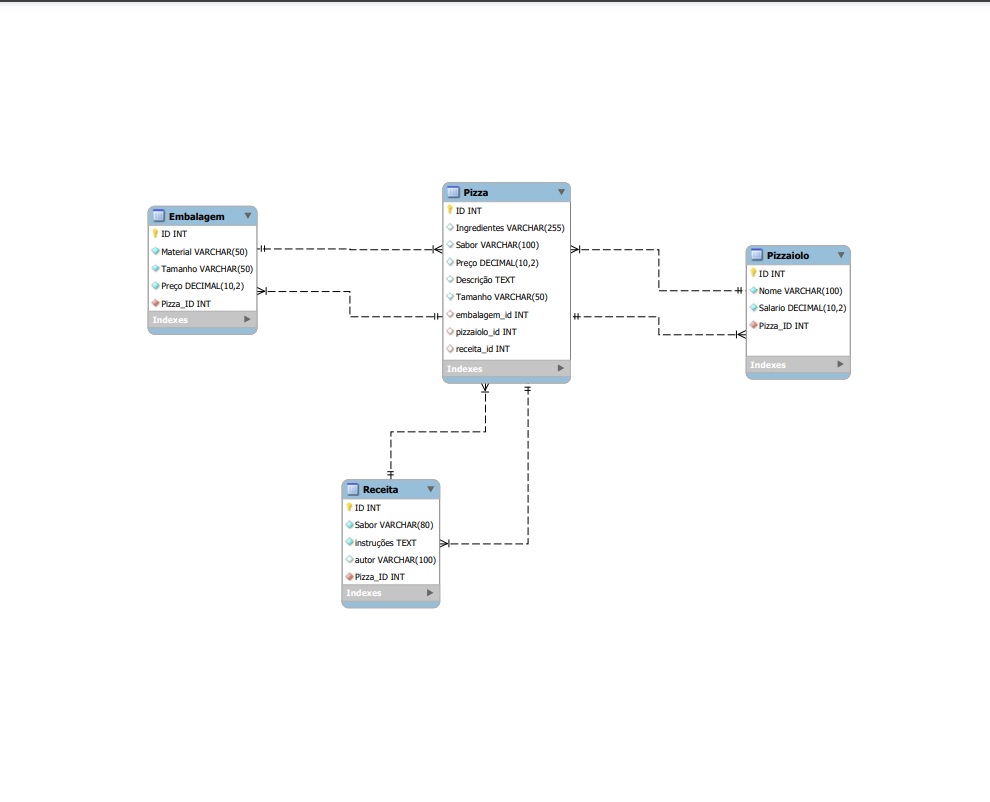 Embalagem
ID INT
Material VARCHAR(50)
Tamanho VARCHAR(50)
Preço DECIMAL(10,2)
Pizza_ID INT
Indexes
Pizza
ID INT
Ingredientes VARCHAR(255)
Sabor VARCHAR(100)
Preço DECIMAL(10,2)
Descrição TEXT
Tamanho VARCHAR(50)
embalagem_id INT
pizzaiolo_id INT
receita_id INT
Indexes
Pizzaiolo
ID INT
Nome VARCHAR(100)
Salario DECIMAL(10,2)
Pizza_ID INT
Indexes
Receita
ID INT
Sabor VARCHAR(80)
instruções TEXT
autor VARCHAR(100)
Pizza_ID INT
Indexes